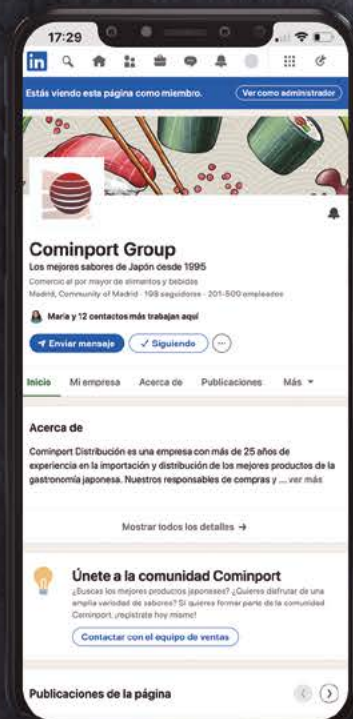 17:29
in
Estás viendo esta página como miembro.
Ver como administrador
Cominport Group
Los mejores sabores de Japón desde 1995
Comercio al por mayor de alimentos y bebidas
Madrid, Community of Madrid · 198 seguidores · 201-500 empleados
Maria y 12 contactos más trabajan aquí
Enviar mensaje
Siguiendo
Inicio Mi empresa Acerca de Publicaciones Más
Acerca de
Cominport Distribución es una empresa con más de 25 años de
experiencia en la importación y distribución de los mejores productos de la
gastronomía japonesa. Nuestros responsables de compras y ... ver más
Mostrar todos los detalles →
Únete a la comunidad Cominport
¿Buscas los mejores productos japoneses? ¿Quieres disfrutar de una
amplia variedad de sabores? Si quieres formar parte de la comunidad
Cominport, ¡regístrate hoy mismo!
Contactar con el equipo de ventas
Publicaciones de la página